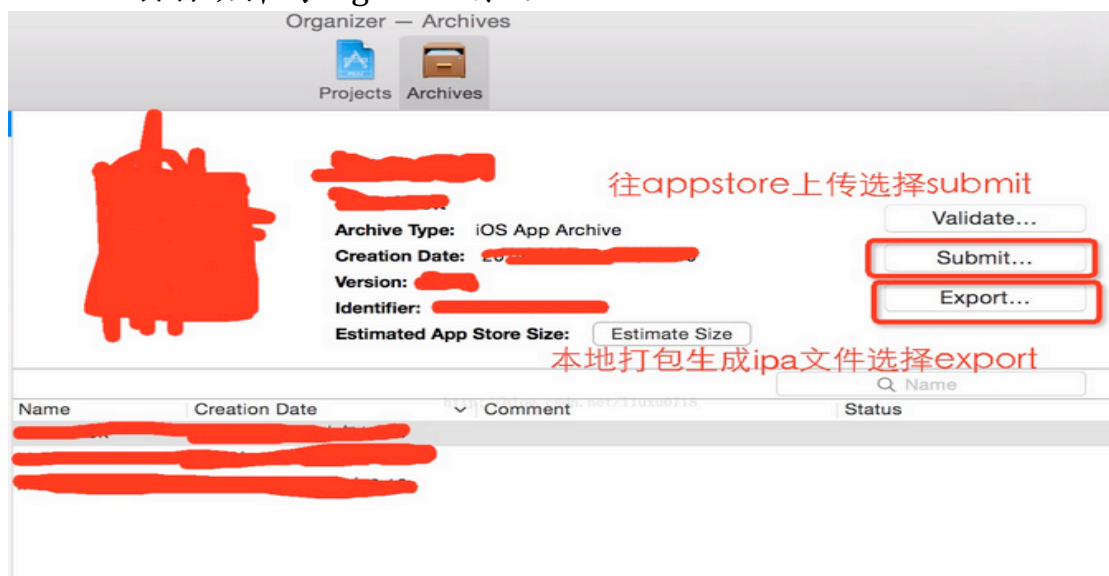 Organizer — Archives
Projects Archives
往appstore上传选择submit
Validate...
Archive Type: iOS App Archive
Creation Date:
Submit...
Version:
Export...
Identifier:
Estimated App Store Size: Estimate Size
本地打包生成ipa文件选择export
Name
Name Creation Date Comment Status